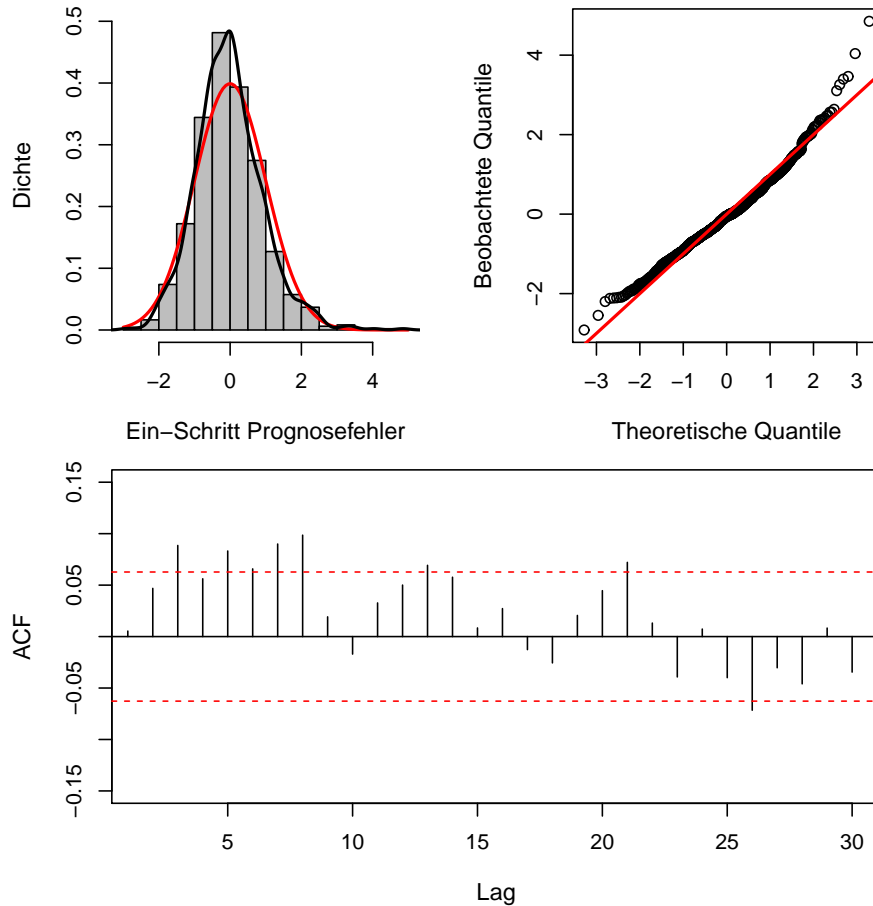 Dichte
0.0 0.1 0.2 0.3 0.4 0.5
−2 0 2 4
Ein−Schritt Prognosefehler
Beobachtete Quantile
−2 0 2 4
−3 −2 −1 0 1 2 3
Theoretische Quantile
ACF
−0.15 −0.05 0.05 0.15
5 10 15 20 25 30
Lag